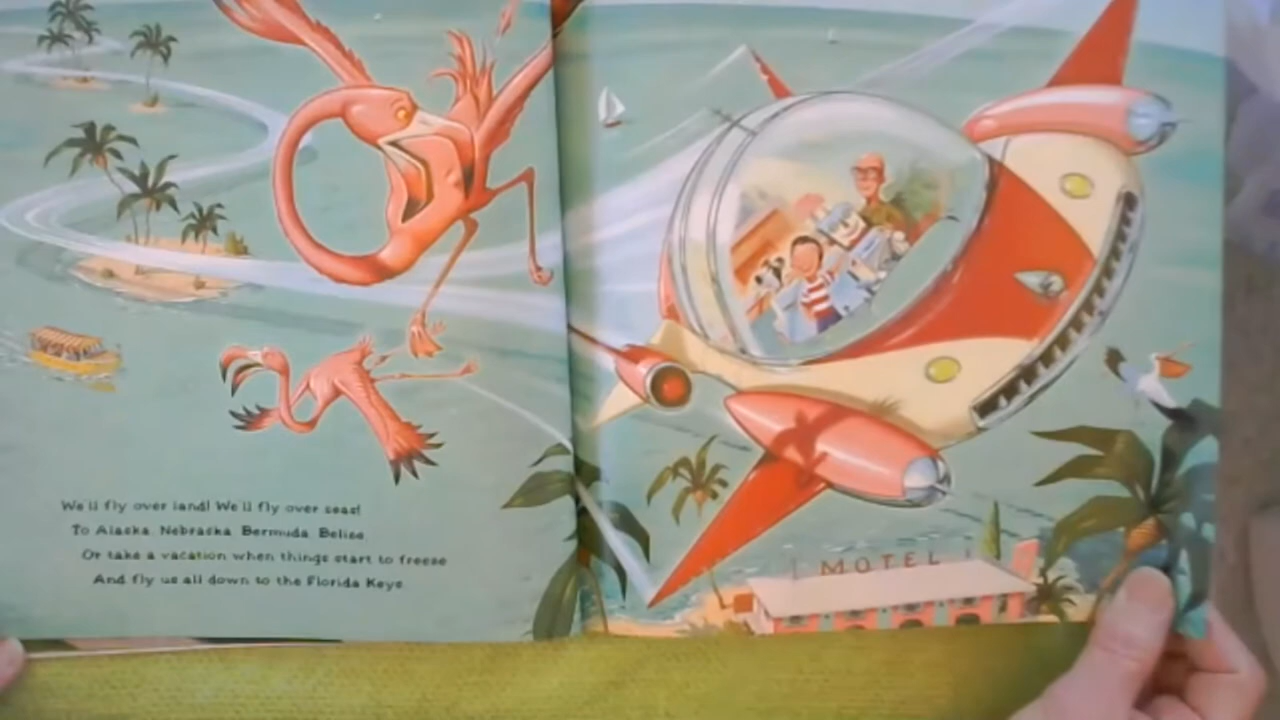 We'll fly over land! We'll fly over seas!
To Alaska Nebraska Bermuda Belize
Or take a vacation when things start to freeze
And fly us all down to the Florida Keys
MOTEL